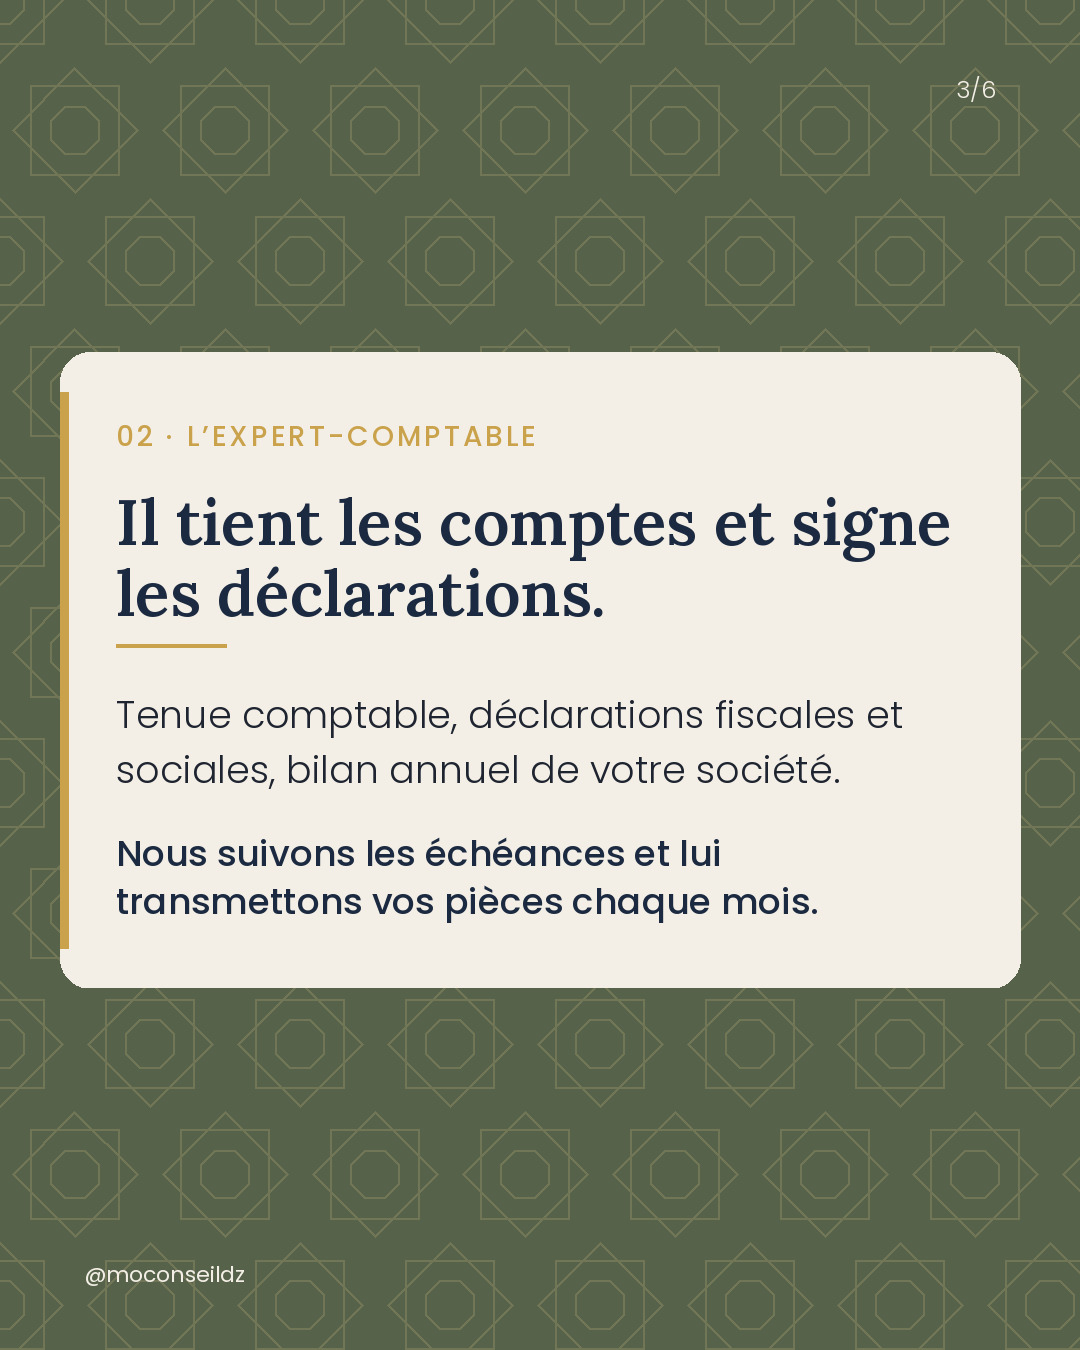 3/6
02 · L’EXPERT-COMPTABLE
Il tient les comptes et signe
les déclarations.
Tenue comptable, déclarations fiscales et
sociales, bilan annuel de votre société.
Nous suivons les échéances et lui
transmettons vos pièces chaque mois.
@moconseildz